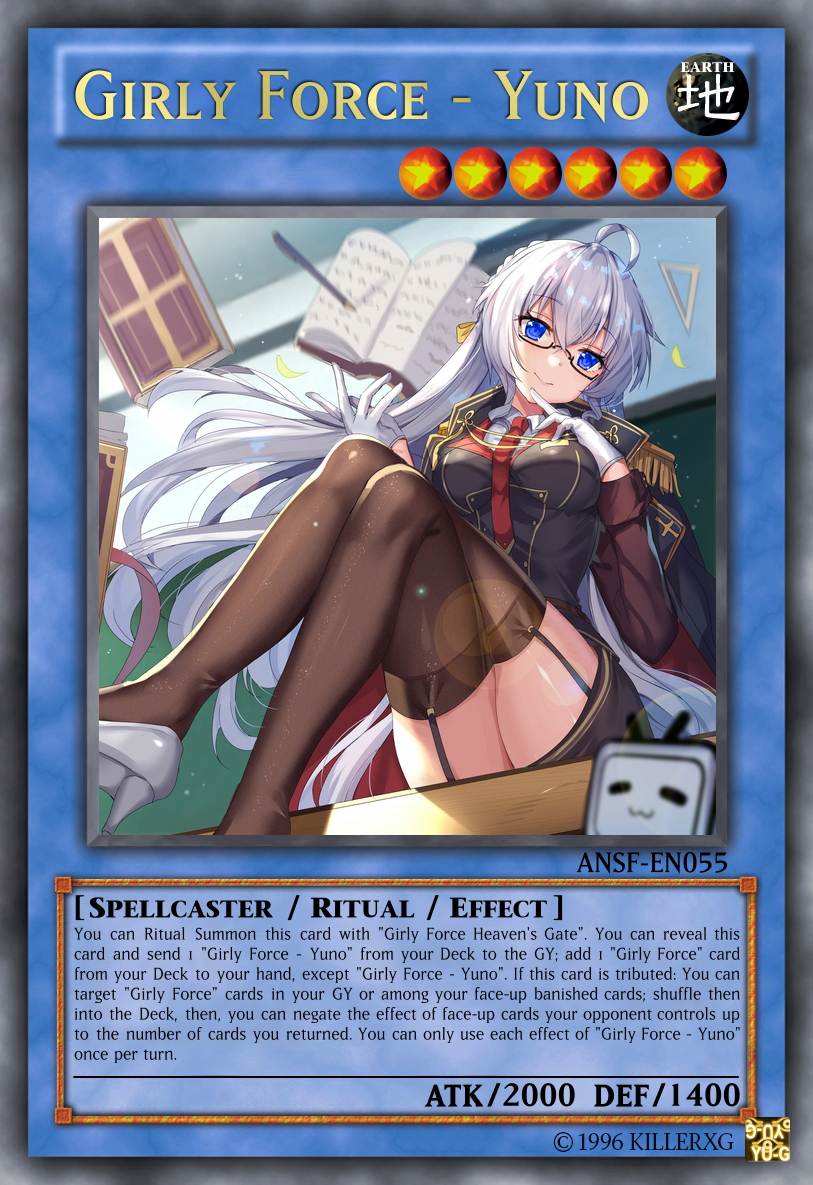 Girly Force - Yuno
EARTH
地
ANSF-EN055
[ Spellcaster / Ritual / Effect ]
You can Ritual Summon this card with "Girly Force Heaven's Gate". You can reveal this
card and send 1 "Girly Force - Yuno" from your Deck to the GY; add 1 "Girly Force" card
from your Deck to your hand, except "Girly Force - Yuno". If this card is tributed: You can
target "Girly Force" cards in your GY or among your face-up banished cards; shuffle then
into the Deck, then, you can negate the effect of face-up cards your opponent controls up
to the number of cards you returned. You can only use each effect of "Girly Force - Yuno"
once per turn.
ATK/2000 DEF/1400
© 1996 KILLERXG